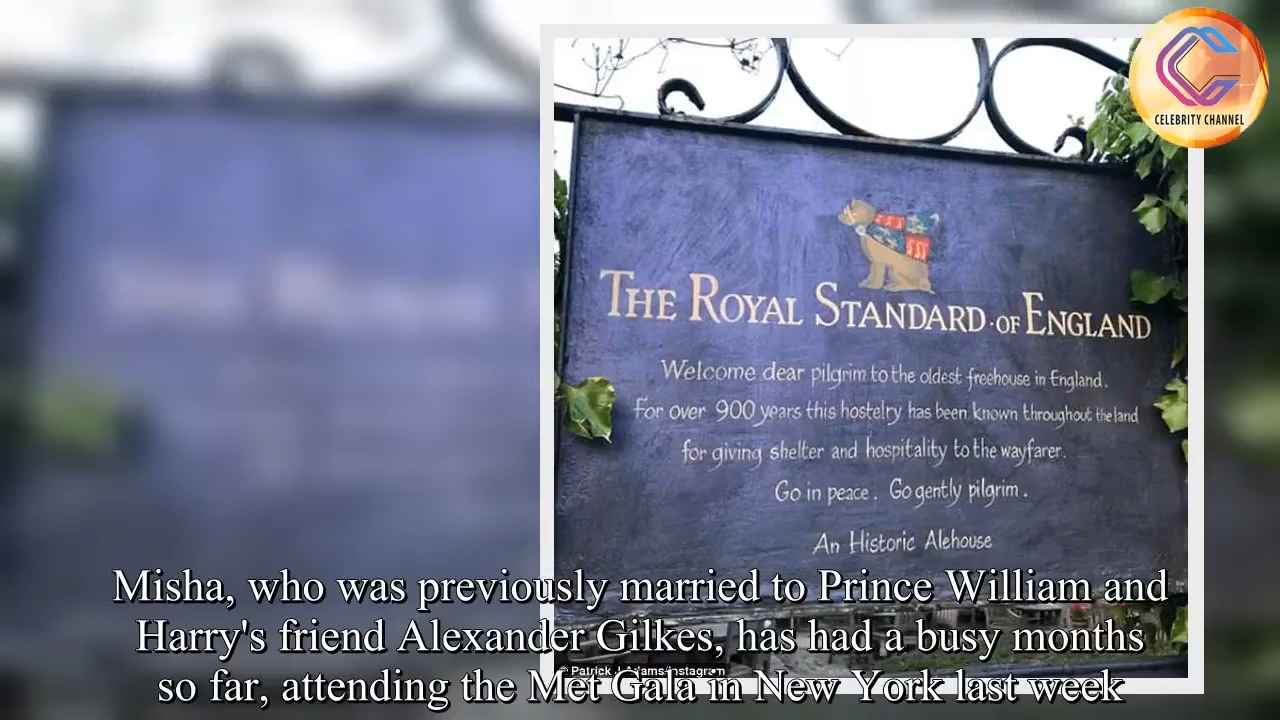 CELEBRITY CHANNEL
THE ROYAL STANDARD·OF ENGLAND
Welcome dear pilgrim to the oldest freehouse in England.
For over 900 years this hostelry has been known throughout the land
for giving shelter and hospitality to the wayfarer.
Go in peace. Go gently pilgrim.
An Historic Alehouse
Misha, who was previously married to Prince William and
Harry's friend Alexander Gilkes, has had a busy months
© Patrick J Adams/Instagram
so far, attending the Met Gala in New York last week